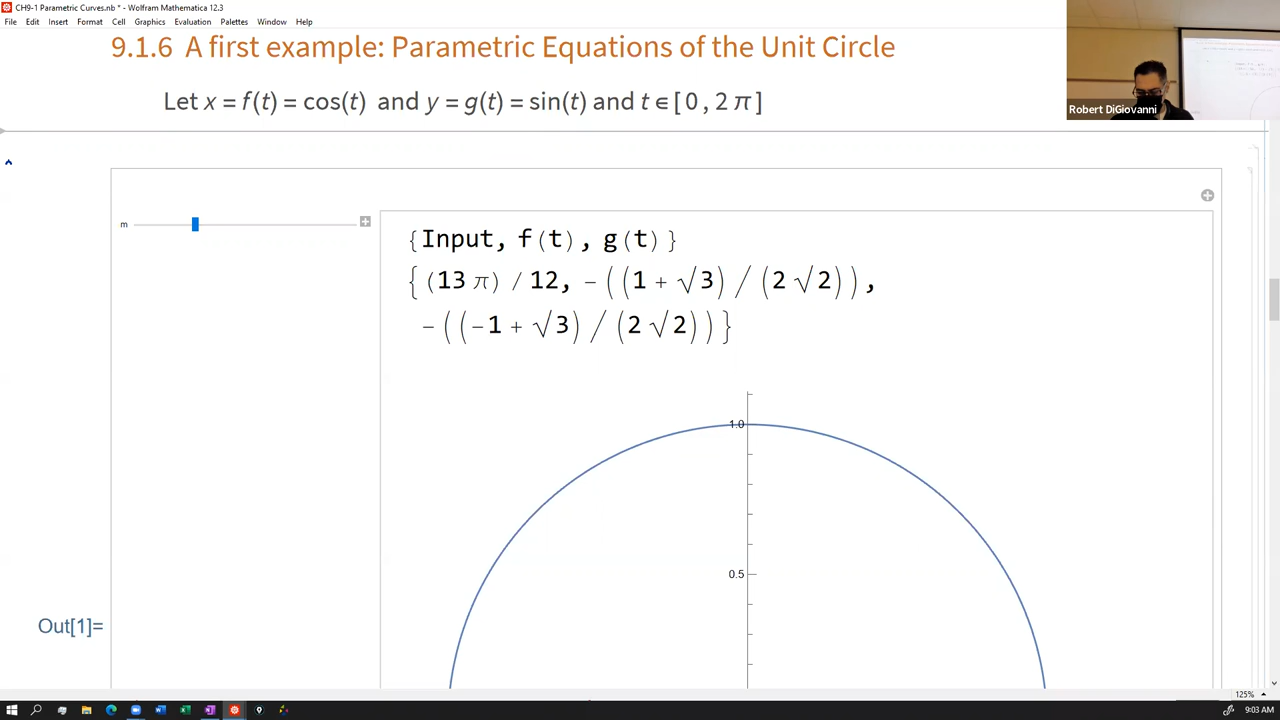 CH9-1 Parametric Curves.nb * - Wolfram Mathematica 12.3
File Edit Insert Format Cell Graphics Evaluation Palettes Window Help
9.1.6 A first example: Parametric Equations of the Unit Circle
Let x = f(t) = cos(t) and y = g(t) = sin(t) and t ∈ [0, 2 π]
Robert DiGiovanni
m
{Input, f(t), g(t)}
{(13 π) / 12, -((1 + √3) / (2 √2)),
-((-1 + √3) / (2 √2))}
1.0
0.5
Out[1]=
125%
9:03 AM